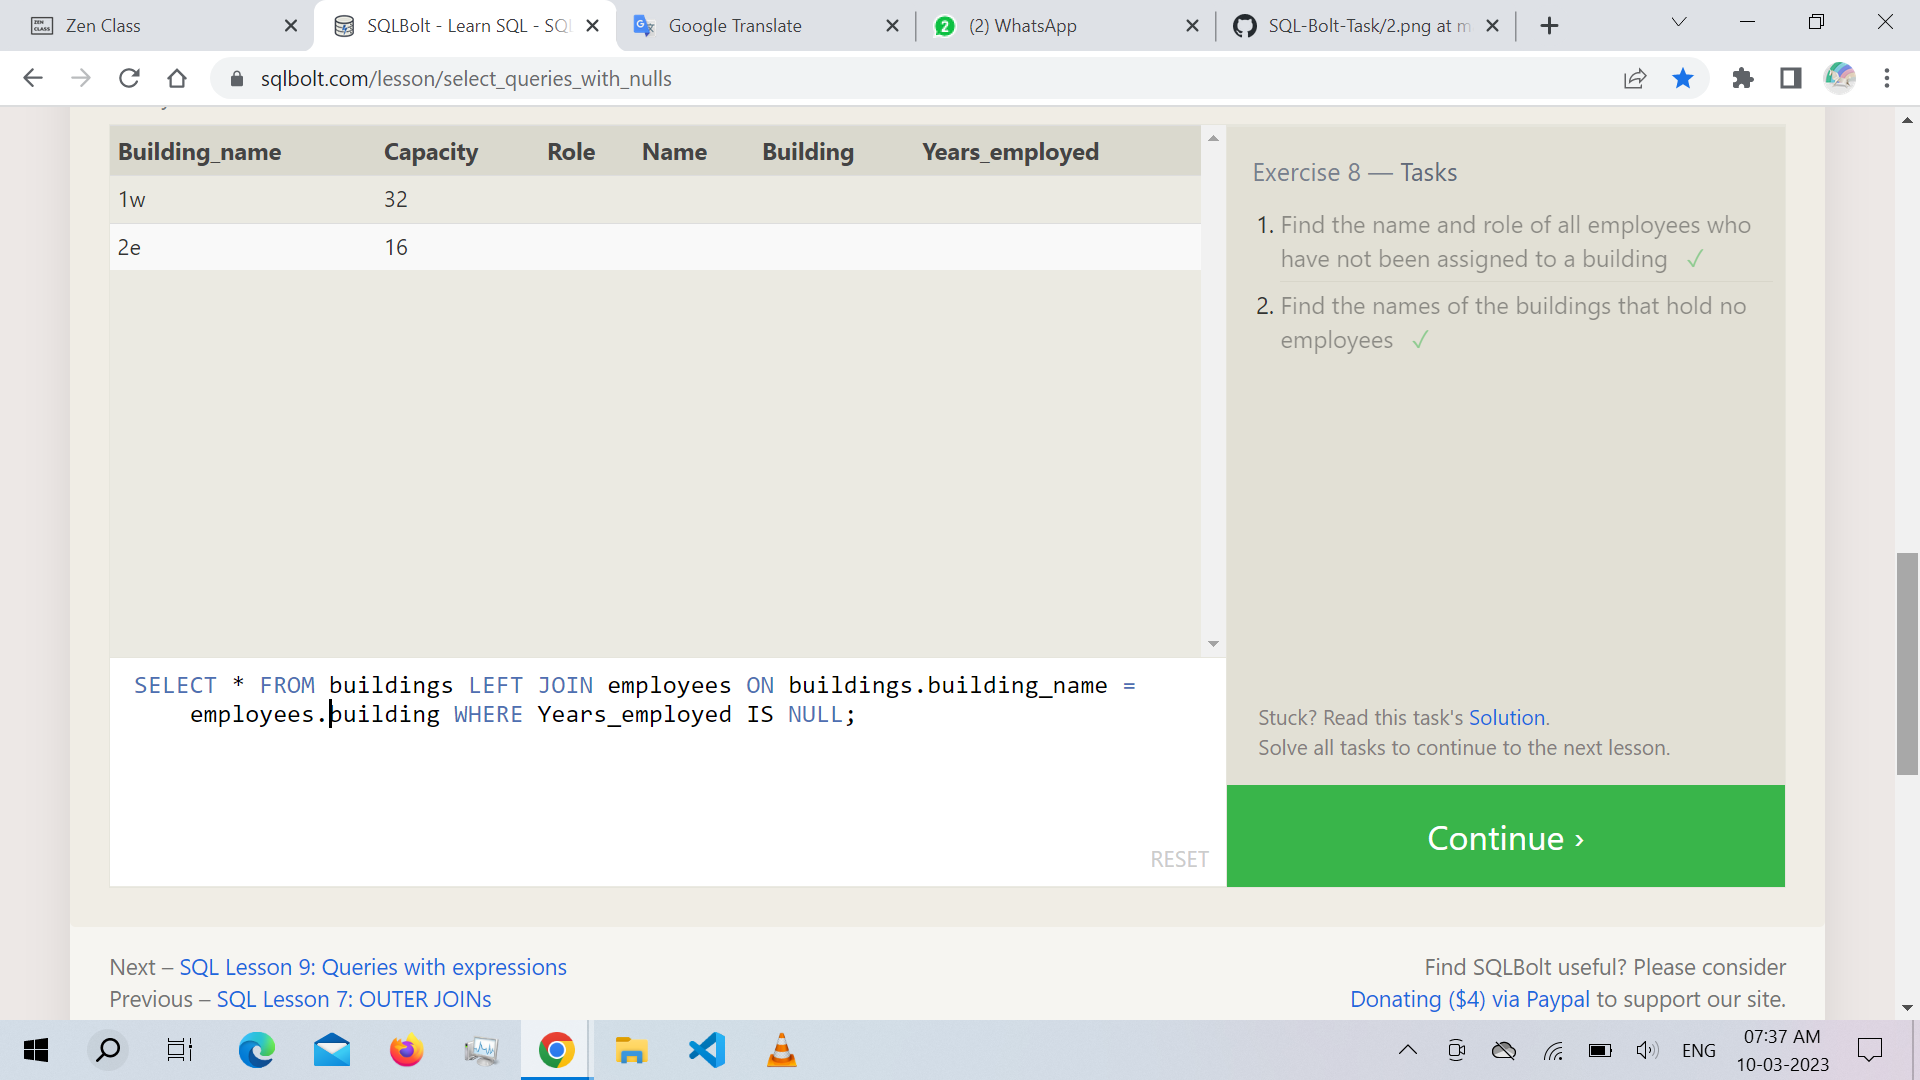 Zen Class
SQLBolt - Learn SQL - SQL
Google Translate
2 (2) WhatsApp
SQL-Bolt-Task/2.png at m
sqlbolt.com/lesson/select_queries_with_nulls
Building_name Capacity Role Name Building Years_employed
1w 32
2e 16
Exercise 8 — Tasks
1. Find the name and role of all employees who
have not been assigned to a building ✓
2. Find the names of the buildings that hold no
employees ✓
SELECT * FROM buildings LEFT JOIN employees ON buildings.building_name =
employees.building WHERE Years_employed IS NULL;
RESET
Stuck? Read this task's Solution.
Solve all tasks to continue to the next lesson.
Continue ›
Next – SQL Lesson 9: Queries with expressions
Previous – SQL Lesson 7: OUTER JOINs
Find SQLBolt useful? Please consider
Donating ($4) via Paypal to support our site.
ENG
07:37 AM
10-03-2023